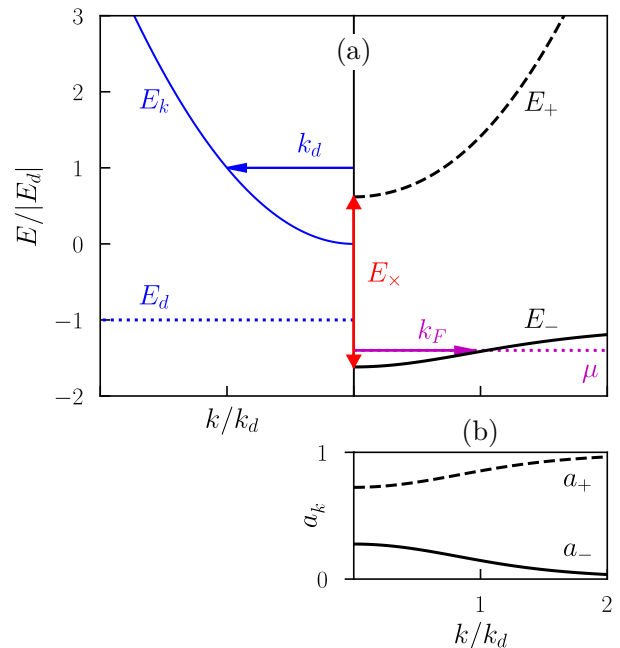 3
2
1
0
−1
−2
E/|E_d|
(a)
E_k
k_d
E_+
E_×
E_d
E_−
k_F
μ
k/k_d
(b)
1
0
a_k
a_+
a_−
1
2
k/k_d